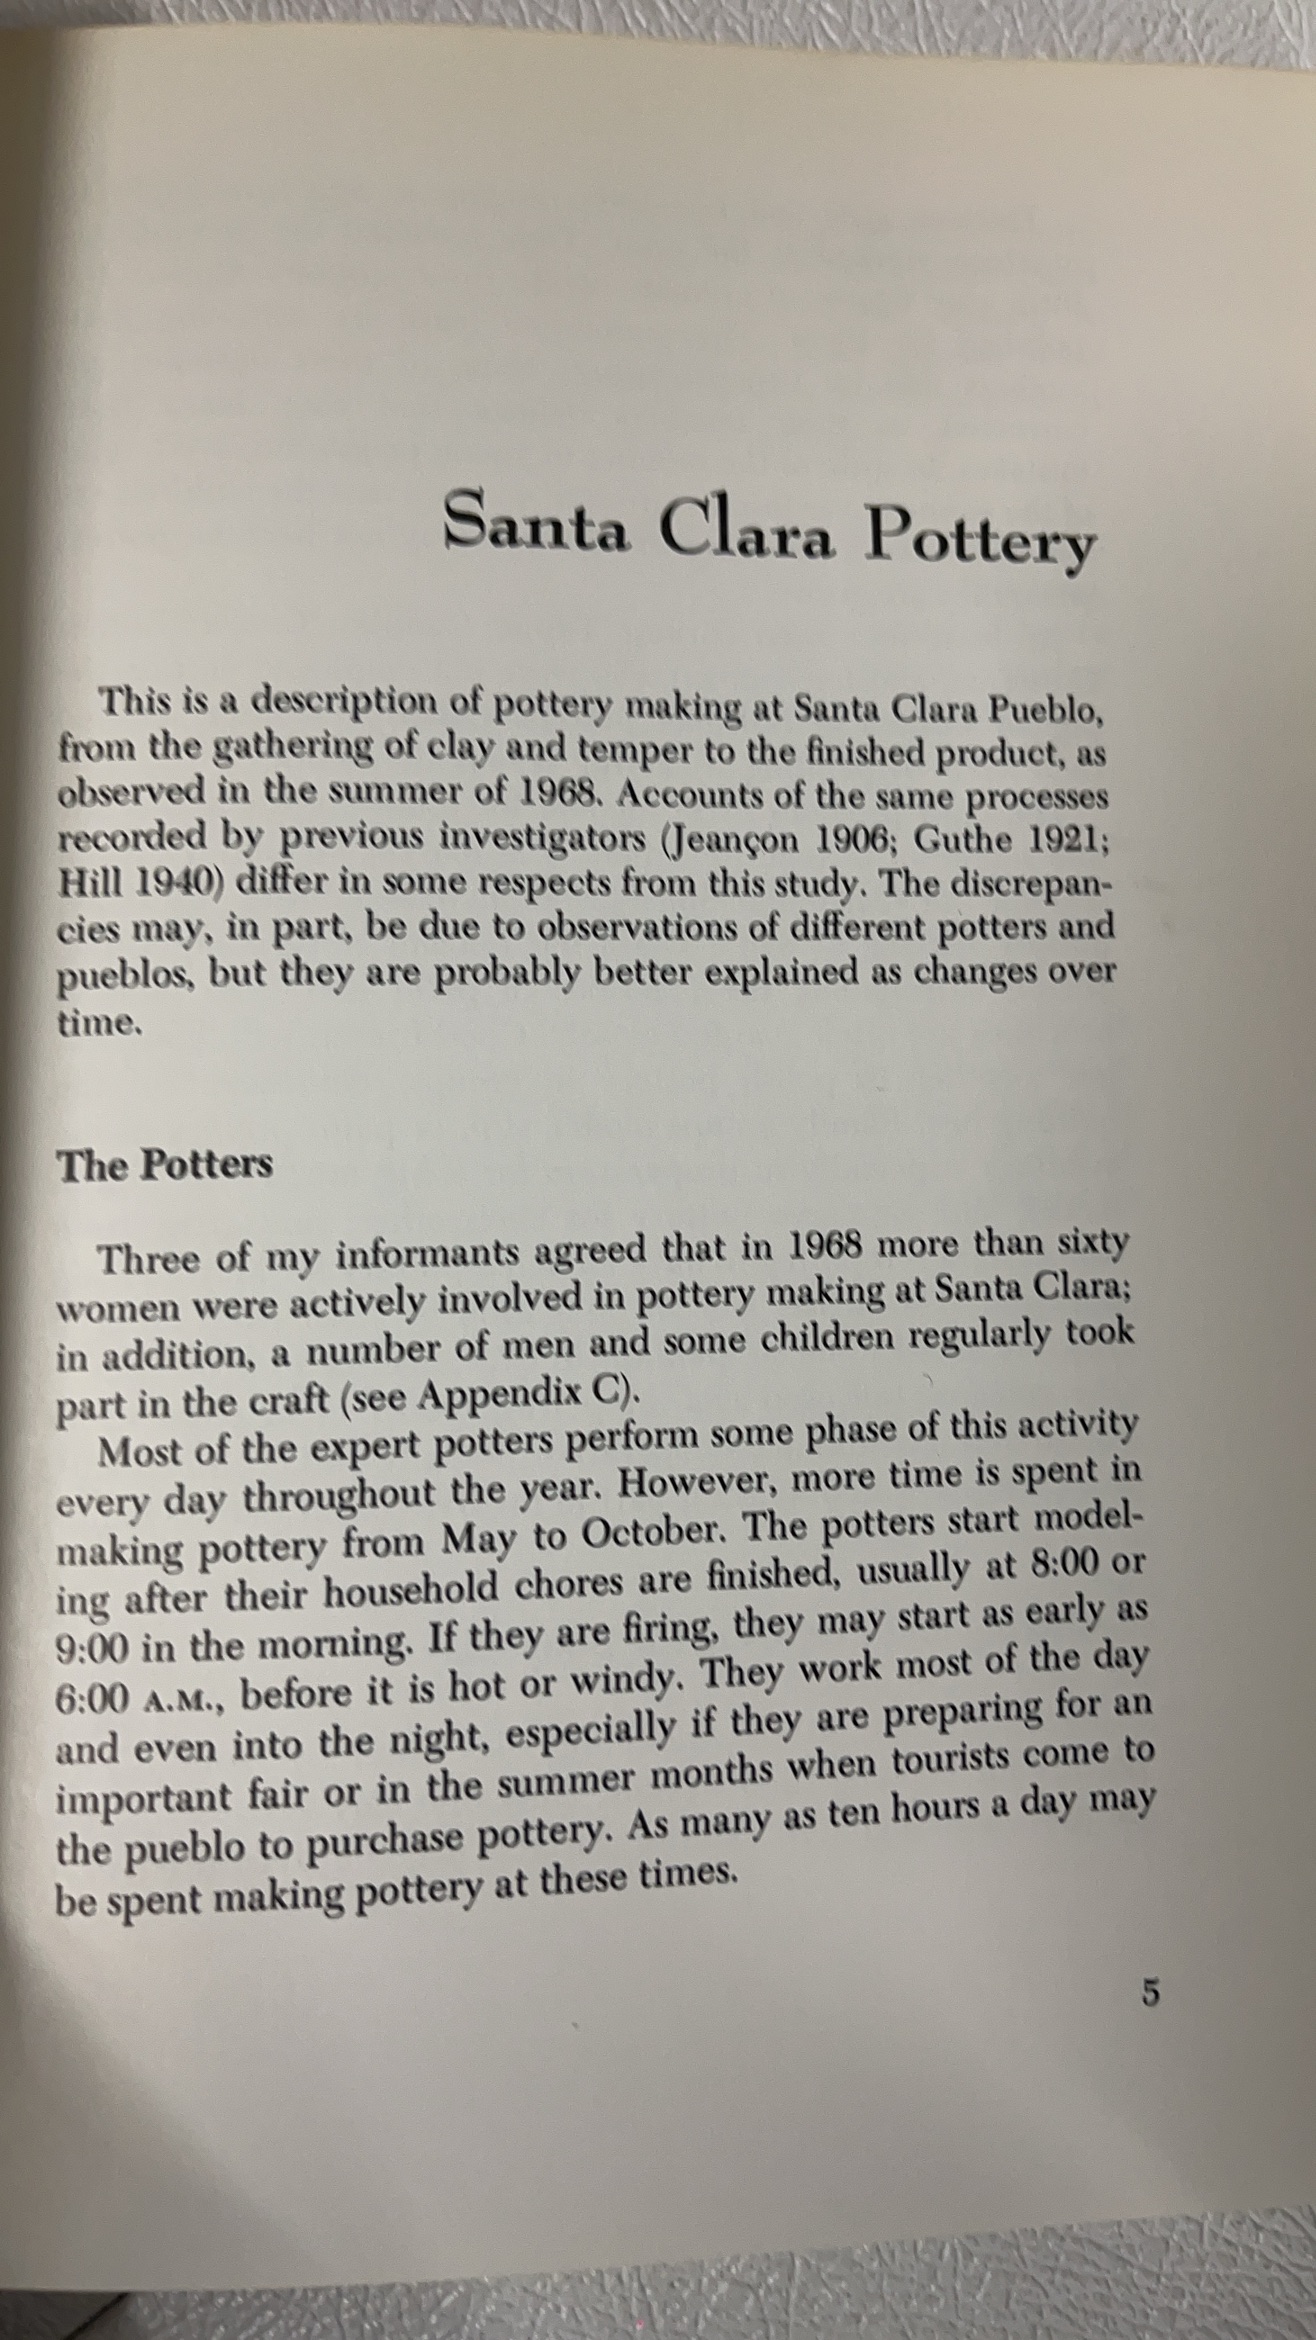 Santa Clara Pottery
This is a description of pottery making at Santa Clara Pueblo,
from the gathering of clay and temper to the finished product, as
observed in the summer of 1968. Accounts of the same processes
recorded by previous investigators (Jeançon 1906; Guthe 1921;
Hill 1940) differ in some respects from this study. The discrepan-
cies may, in part, be due to observations of different potters and
pueblos, but they are probably better explained as changes over
time.
The Potters
Three of my informants agreed that in 1968 more than sixty
women were actively involved in pottery making at Santa Clara;
in addition, a number of men and some children regularly took
part in the craft (see Appendix C).
Most of the expert potters perform some phase of this activity
every day throughout the year. However, more time is spent in
making pottery from May to October. The potters start model-
ing after their household chores are finished, usually at 8:00 or
9:00 in the morning. If they are firing, they may start as early as
6:00 A.M., before it is hot or windy. They work most of the day
and even into the night, especially if they are preparing for an
important fair or in the summer months when tourists come to
the pueblo to purchase pottery. As many as ten hours a day may
be spent making pottery at these times.
5